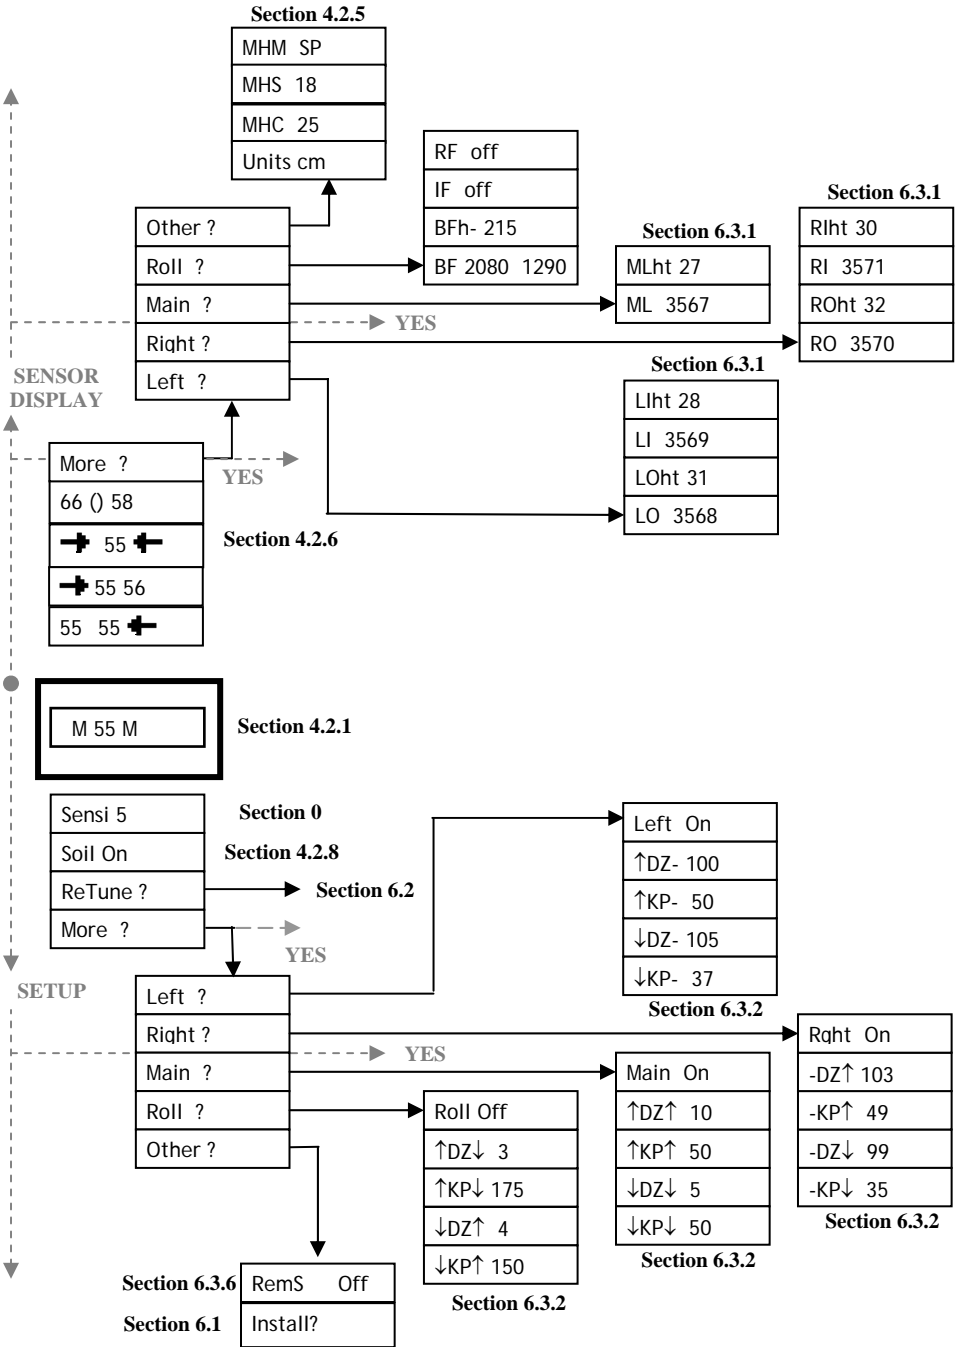 Section 4.2.5
MHM SP
MHS 18
MHC 25
Units cm
RF off
IF off
BFh- 215
BF 2080 1290
Section 6.3.1
MLht 27
ML 3567
Section 6.3.1
RIht 30
RI 3571
ROht 32
RO 3570
Other ?
Roll ?
Main ?
Right ?
Left ?
YES
Section 6.3.1
LIht 28
LI 3569
LOht 31
LO 3568
SENSOR
DISPLAY
More ?
66 () 58
55
55 56
55 55
YES
Section 4.2.6
M 55 M
Section 4.2.1
Sensi 5
Soil On
ReTune ?
More ?
Section 0
Section 4.2.8
Section 6.2
YES
Left On
↑DZ- 100
↑KP- 50
↓DZ- 105
↓KP- 37
Section 6.3.2
SETUP
Left ?
Right ?
Main ?
Roll ?
Other ?
YES
Rght On
-DZ↑ 103
-KP↑ 49
-DZ↓ 99
-KP↓ 35
Section 6.3.2
Main On
↑DZ↑ 10
↑KP↑ 50
↓DZ↓ 5
↓KP↓ 50
Section 6.3.2
Roll Off
↑DZ↓ 3
↑KP↓ 175
↓DZ↑ 4
↓KP↑ 150
Section 6.3.2
Section 6.3.6
RemS Off
Section 6.1
Install?